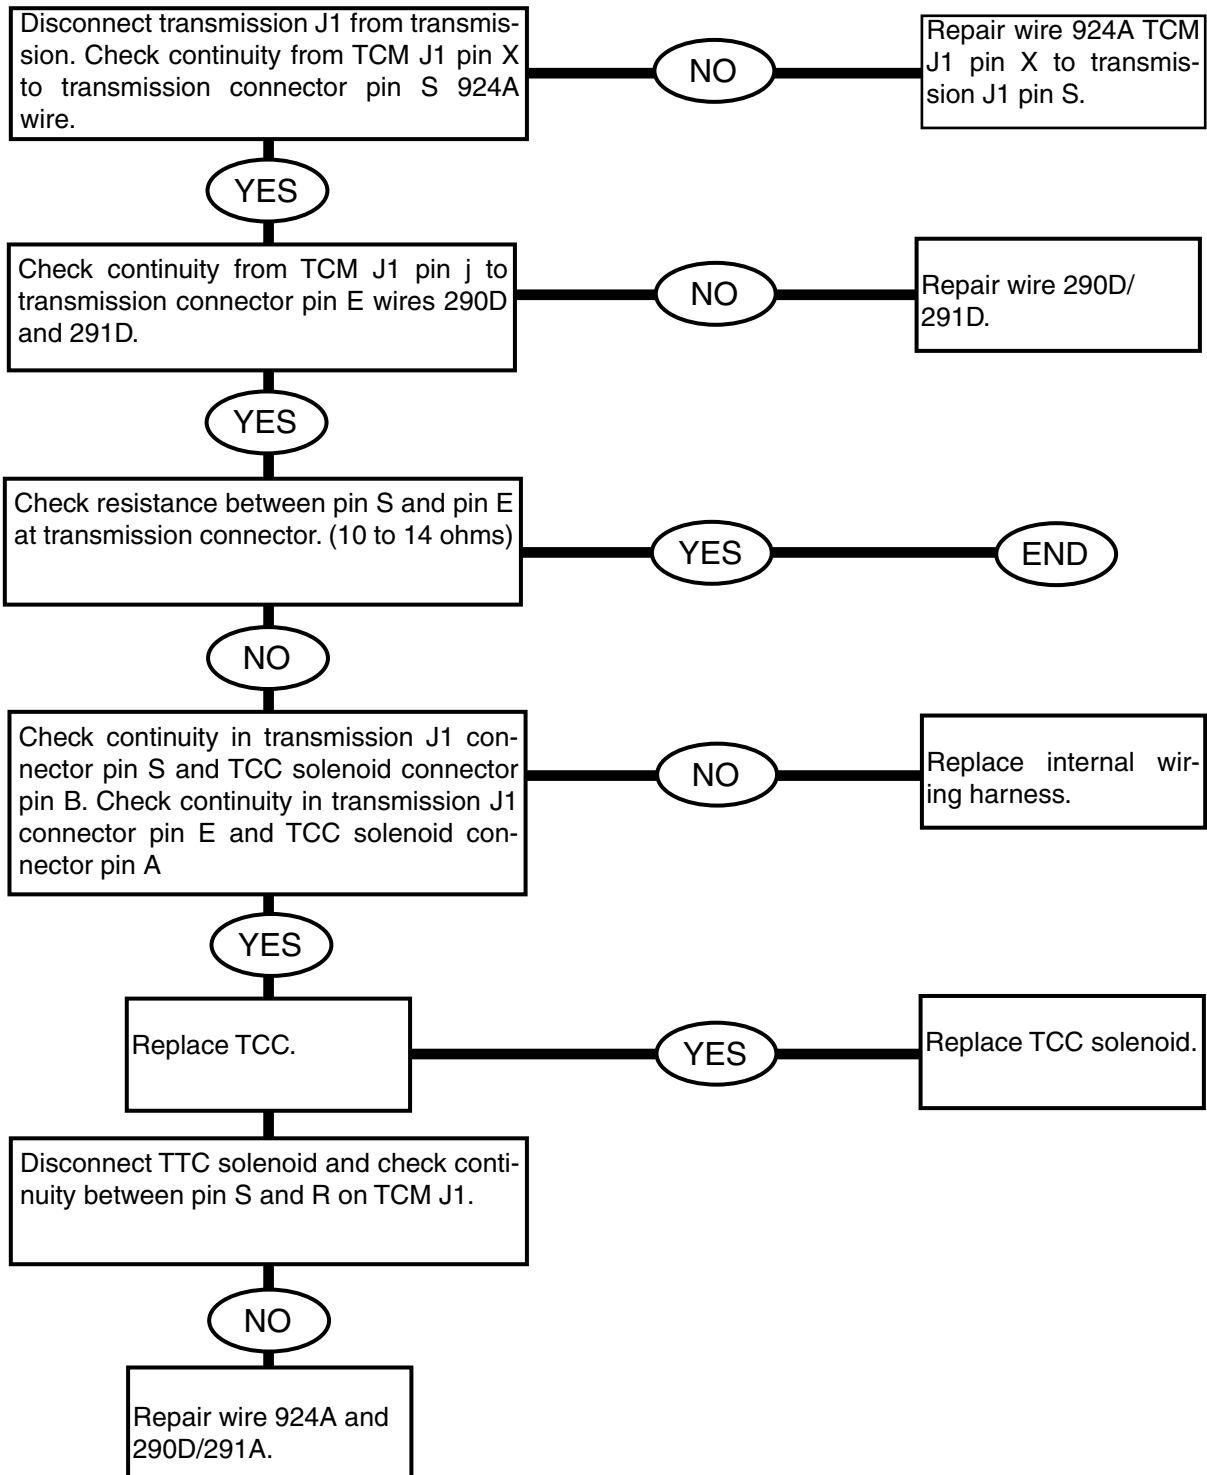 Disconnect transmission J1 from transmis-
sion. Check continuity from TCM J1 pin X
to transmission connector pin S 924A
wire.
NO
Repair wire 924A TCM
J1 pin X to transmis-
sion J1 pin S.
YES
Check continuity from TCM J1 pin j to
transmission connector pin E wires 290D
and 291D.
NO
Repair wire 290D/
291D.
YES
Check resistance between pin S and pin E
at transmission connector. (10 to 14 ohms)
YES
END
NO
Check continuity in transmission J1 con-
nector pin S and TCC solenoid connector
pin B. Check continuity in transmission J1
connector pin E and TCC solenoid con-
nector pin A
NO
Replace internal wir-
ing harness.
YES
Replace TCC.
YES
Replace TCC solenoid.
Disconnect TTC solenoid and check conti-
nuity between pin S and R on TCM J1.
NO
Repair wire 924A and
290D/291A.